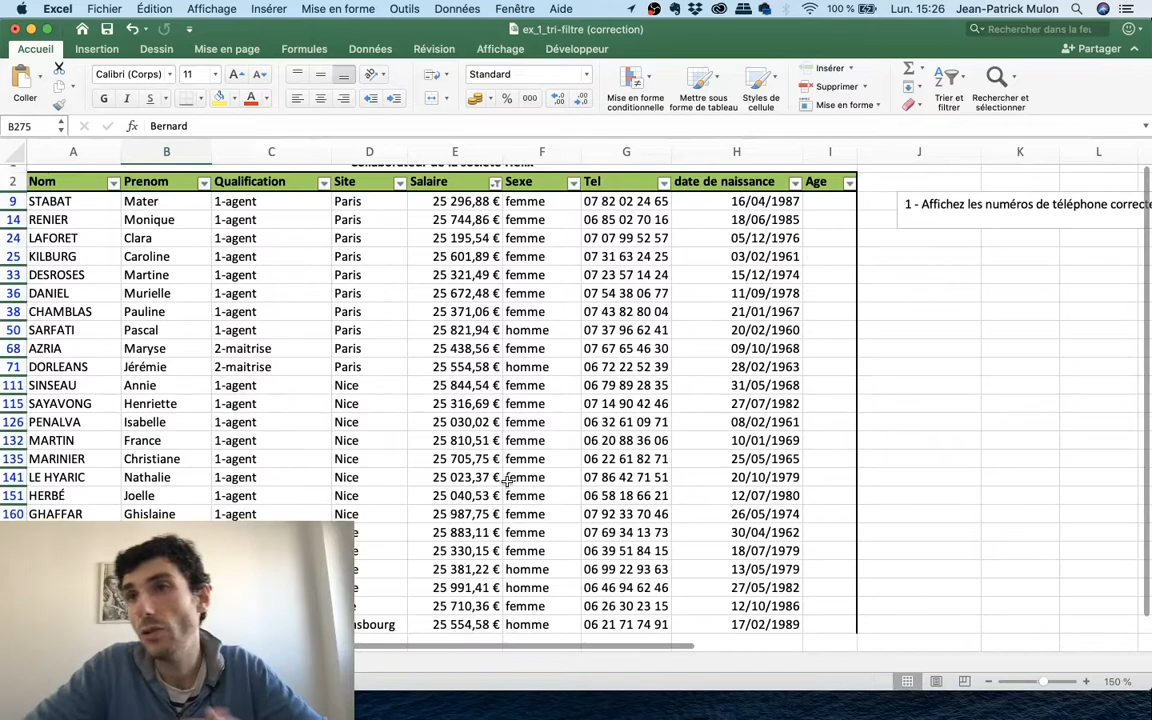 Excel Fichier Édition Affichage Insérer Mise en forme Outils Données Fenêtre Aide 100 % Lun. 15:26 Jean-Patrick Mulon
ex_1_tri-filtre (correction)
Rechercher dans la feu
Accueil Insertion Dessin Mise en page Formules Données Révision Affichage Développeur Partager
Coller
Calibri (Corps) 11
G I S
Standard
% 000
Mise en forme conditionnelle
Mettre sous forme de tableau
Styles de cellule
Insérer
Supprimer
Mise en forme
Trier et filtrer
Rechercher et sélectionner
B275 fx Bernard
A B C D E F G H I J K L
1 Collaborateur de la société Helix
2 Nom Prenom Qualification Site Salaire Sexe Tel date de naissance Age
9 STABAT Mater 1-agent Paris 25 296,88 € femme 07 82 02 24 65 16/04/1987
1 - Affichez les numéros de téléphone correcte
14 RENIER Monique 1-agent Paris 25 744,86 € femme 06 85 02 70 16 18/06/1985
24 LAFORET Clara 1-agent Paris 25 195,54 € femme 07 07 99 52 57 05/12/1976
25 KILBURG Caroline 1-agent Paris 25 601,89 € femme 07 31 63 24 25 03/02/1961
33 DESROSES Martine 1-agent Paris 25 321,49 € femme 07 23 57 14 24 15/12/1974
36 DANIEL Murielle 1-agent Paris 25 672,48 € femme 07 54 38 06 77 11/09/1978
38 CHAMBLAS Pauline 1-agent Paris 25 371,06 € femme 07 43 82 80 04 21/01/1967
50 SARFATI Pascal 1-agent Paris 25 821,94 € homme 07 37 96 62 41 20/02/1960
68 AZRIA Maryse 2-maitrise Paris 25 438,56 € femme 07 67 65 46 30 09/10/1968
71 DORLEANS Jérémie 2-maitrise Paris 25 554,58 € homme 06 72 22 52 39 28/02/1963
111 SINSEAU Annie 1-agent Nice 25 844,54 € femme 06 79 89 28 35 31/05/1968
115 SAYAVONG Henriette 1-agent Nice 25 316,69 € femme 07 14 90 42 46 27/07/1982
126 PENALVA Isabelle 1-agent Nice 25 030,02 € femme 06 32 61 09 71 08/02/1961
132 MARTIN France 1-agent Nice 25 810,51 € femme 06 20 88 36 06 10/01/1969
135 MARINIER Christiane 1-agent Nice 25 705,75 € femme 06 22 61 82 71 25/05/1965
141 LE HYARIC Nathalie 1-agent Nice 25 023,37 € femme 07 86 42 71 51 20/10/1979
151 HERBÉ Joelle 1-agent Nice 25 040,53 € femme 06 58 18 66 21 12/07/1980
160 GHAFFAR Ghislaine 1-agent Nice 25 987,75 € femme 07 92 33 70 46 26/05/1974
25 883,11 € femme 07 69 34 13 73 30/04/1962
25 330,15 € femme 06 39 51 84 15 18/07/1979
25 381,22 € homme 06 99 22 93 63 13/05/1979
25 991,41 € homme 06 46 94 62 46 27/05/1982
25 710,36 € femme 06 26 30 23 15 12/10/1986
asbourg 25 554,58 € homme 06 21 71 74 91 17/02/1989
150 %